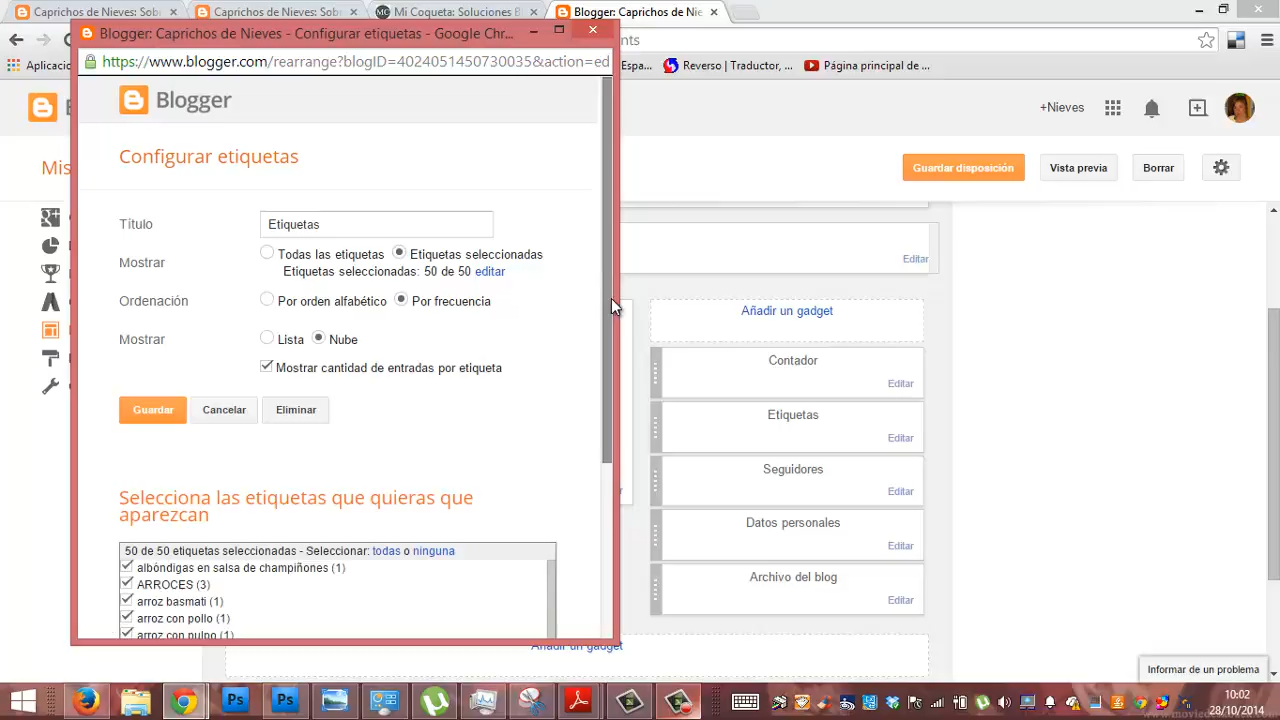 Caprichos de Nieves: Sob
Caprichos de Nieves: Sob
MC Mi Coqueta: Soluciones B
Blogger: Caprichos de Nie
Blogger: Caprichos de Nieves - Configurar etiquetas - Google Chr...
https://www.blogger.com/rearrange?blogID=4024051450730035&action=ed
nts
Aplicacio
Espa...
Reverso | Traductor, ...
Página principal de ...
Blogger
+Nieves
Configurar etiquetas
Mis
Guardar disposición
Vista previa
Borrar
Título
Etiquetas
Mostrar
Todas las etiquetas
Etiquetas seleccionadas
Etiquetas seleccionadas: 50 de 50 editar
Editar
Ordenación
Por orden alfabético
Por frecuencia
Añadir un gadget
Mostrar
Lista
Nube
Mostrar cantidad de entradas por etiqueta
Contador
Editar
Guardar
Cancelar
Eliminar
Etiquetas
Editar
Seguidores
Editar
Selecciona las etiquetas que quieras que
aparezcan
Datos personales
Editar
50 de 50 etiquetas seleccionadas - Seleccionar: todas o ninguna
albóndigas en salsa de champiñones (1)
ARROCES (3)
arroz basmati (1)
arroz con pollo (1)
arroz con pulpo (1)
Archivo del blog
Editar
Añadir un gadget
Informar de un problema
Ps
Ps
10:02
28/10/2014